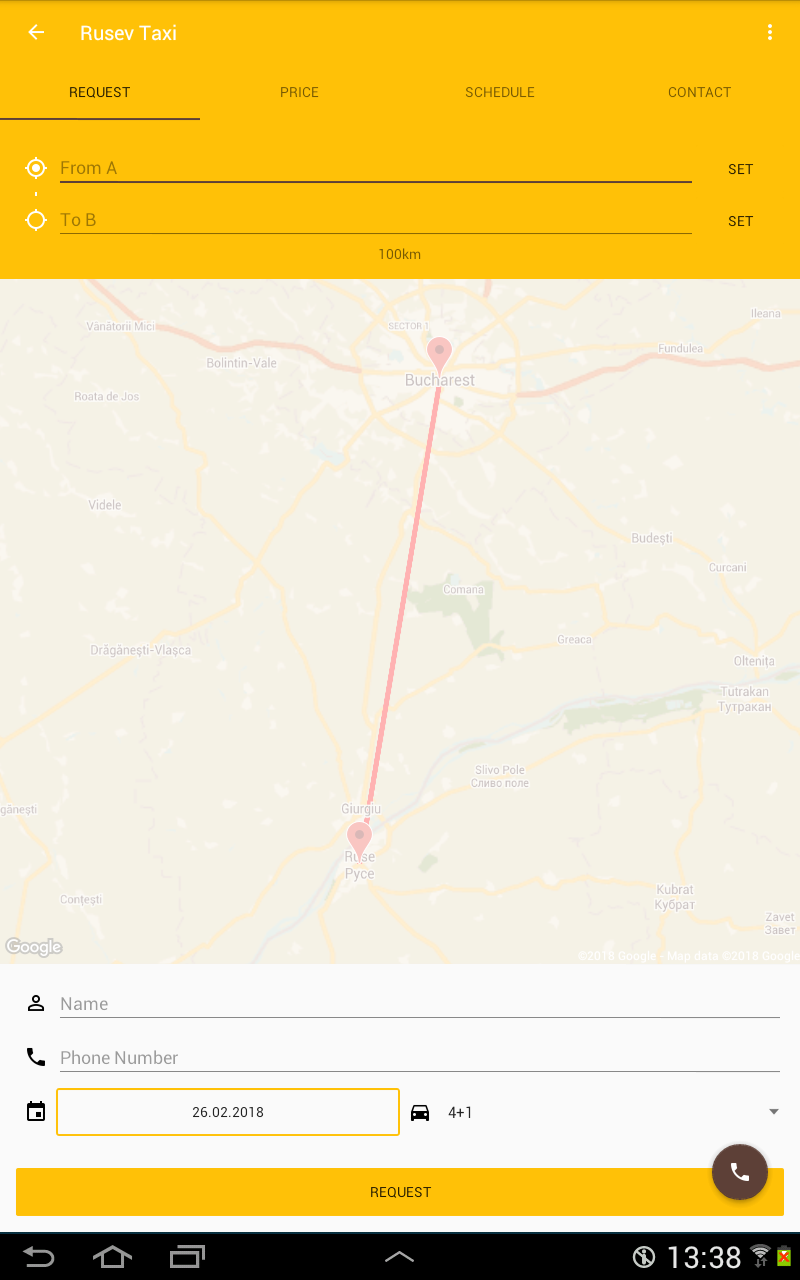 Rusev Taxi
REQUEST PRICE SCHEDULE CONTACT
From A SET
To B SET
100km
Ileana
Vânătorii Mici
SECTOR 1
Fundulea
Bolintin-Vale
Bucharest
Roata de Jos
Videle
Budești
Curcani
Comana
Greaca
Drăgănești-Vlașca
Oltenița
Tutrakan
Тутракан
Slivo Pole
Сливо поле
gănești
Giurgiu
Ruse
Русе
Kubrat
Кубрат
Conțești
Zavet
Завет
Google
©2018 Google - Map data ©2018 Google
Name
Phone Number
26.02.2018 4+1
REQUEST
13:38